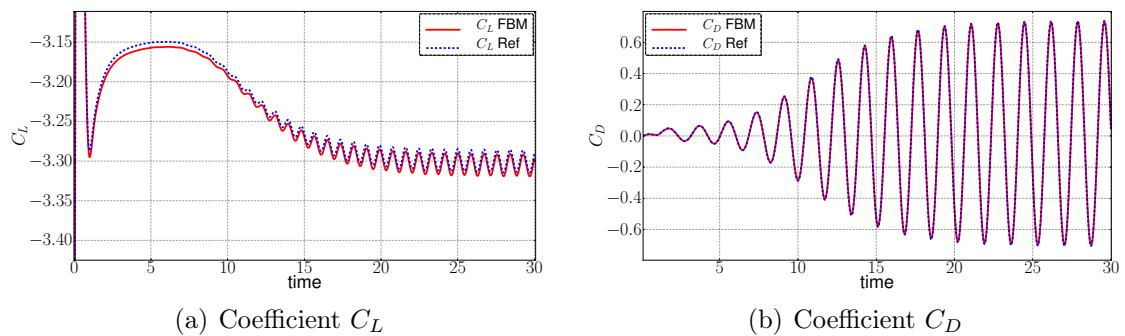 C_L FBM
C_L Ref
−3.15
−3.20
−3.25
−3.30
−3.35
−3.40
C_L
0 5 10 15 20 25 30
time
(a) Coefficient C_L
C_D FBM
C_D Ref
0.6
0.4
0.2
0.0
−0.2
−0.4
−0.6
C_D
5 10 15 20 25 30
time
(b) Coefficient C_D